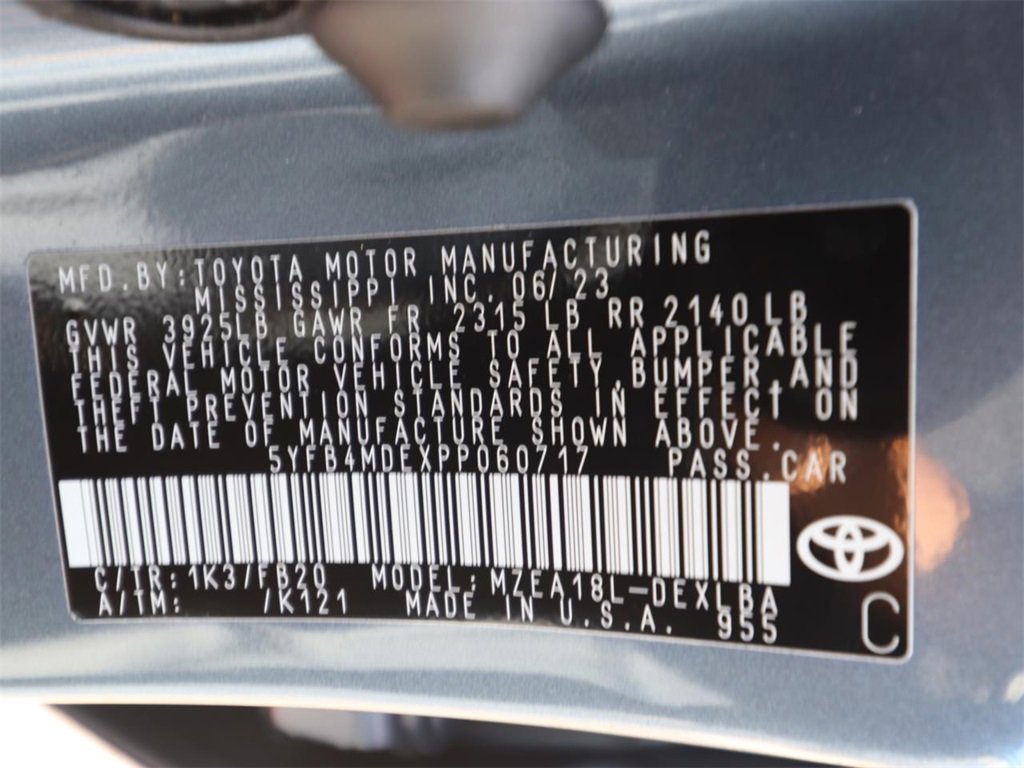 MFD. BY: TOYOTA MOTOR MANUFACTURING
MISSISSIPPI INC. 06/23
GVWR 3925LB GAWR FR 2315 LB RR 2140 LB
THIS VEHICLE CONFORMS TO ALL APPLICABLE
FEDERAL MOTOR VEHICLE SAFETY, BUMPER AND
THEFT PREVENTION STANDARDS IN EFFECT ON
THE DATE OF MANUFACTURE SHOWN ABOVE.
5YFB4MDEXPP060717 PASS. CAR
C/TR: 1K3/FB20 MODEL: MZEA18L-DEXLBA
A/TM: /K121 MADE IN U.S.A. 955
C